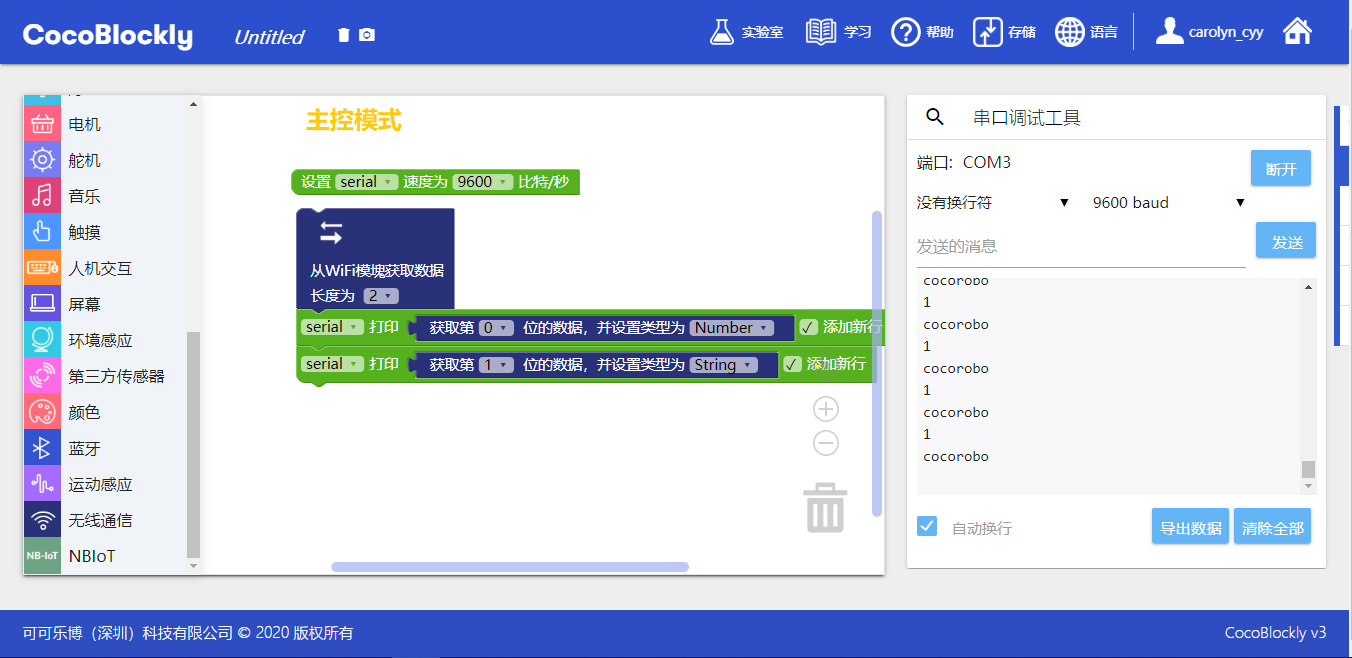 CocoBlockly Untitled 实验室 学习 帮助 存储 语言 carolyn_cyy
电机
舵机
音乐
触摸
人机交互
屏幕
环境感应
第三方传感器
颜色
蓝牙
运动感应
无线通信
NB-IoT NBIoT
主控模式
设置 serial 速度为 9600 比特/秒
从WiFi模块获取数据
长度为 2
serial 打印 获取第 0 位的数据，并设置类型为 Number 添加新行
serial 打印 获取第 1 位的数据，并设置类型为 String 添加新行
串口调试工具
端口: COM3 断开
没有换行符 9600 baud
发送的消息 发送
cocorobo
1
cocorobo
1
cocorobo
1
cocorobo
1
cocorobo
自动换行 导出数据 清除全部
可可乐博（深圳）科技有限公司 © 2020 版权所有 CocoBlockly v3